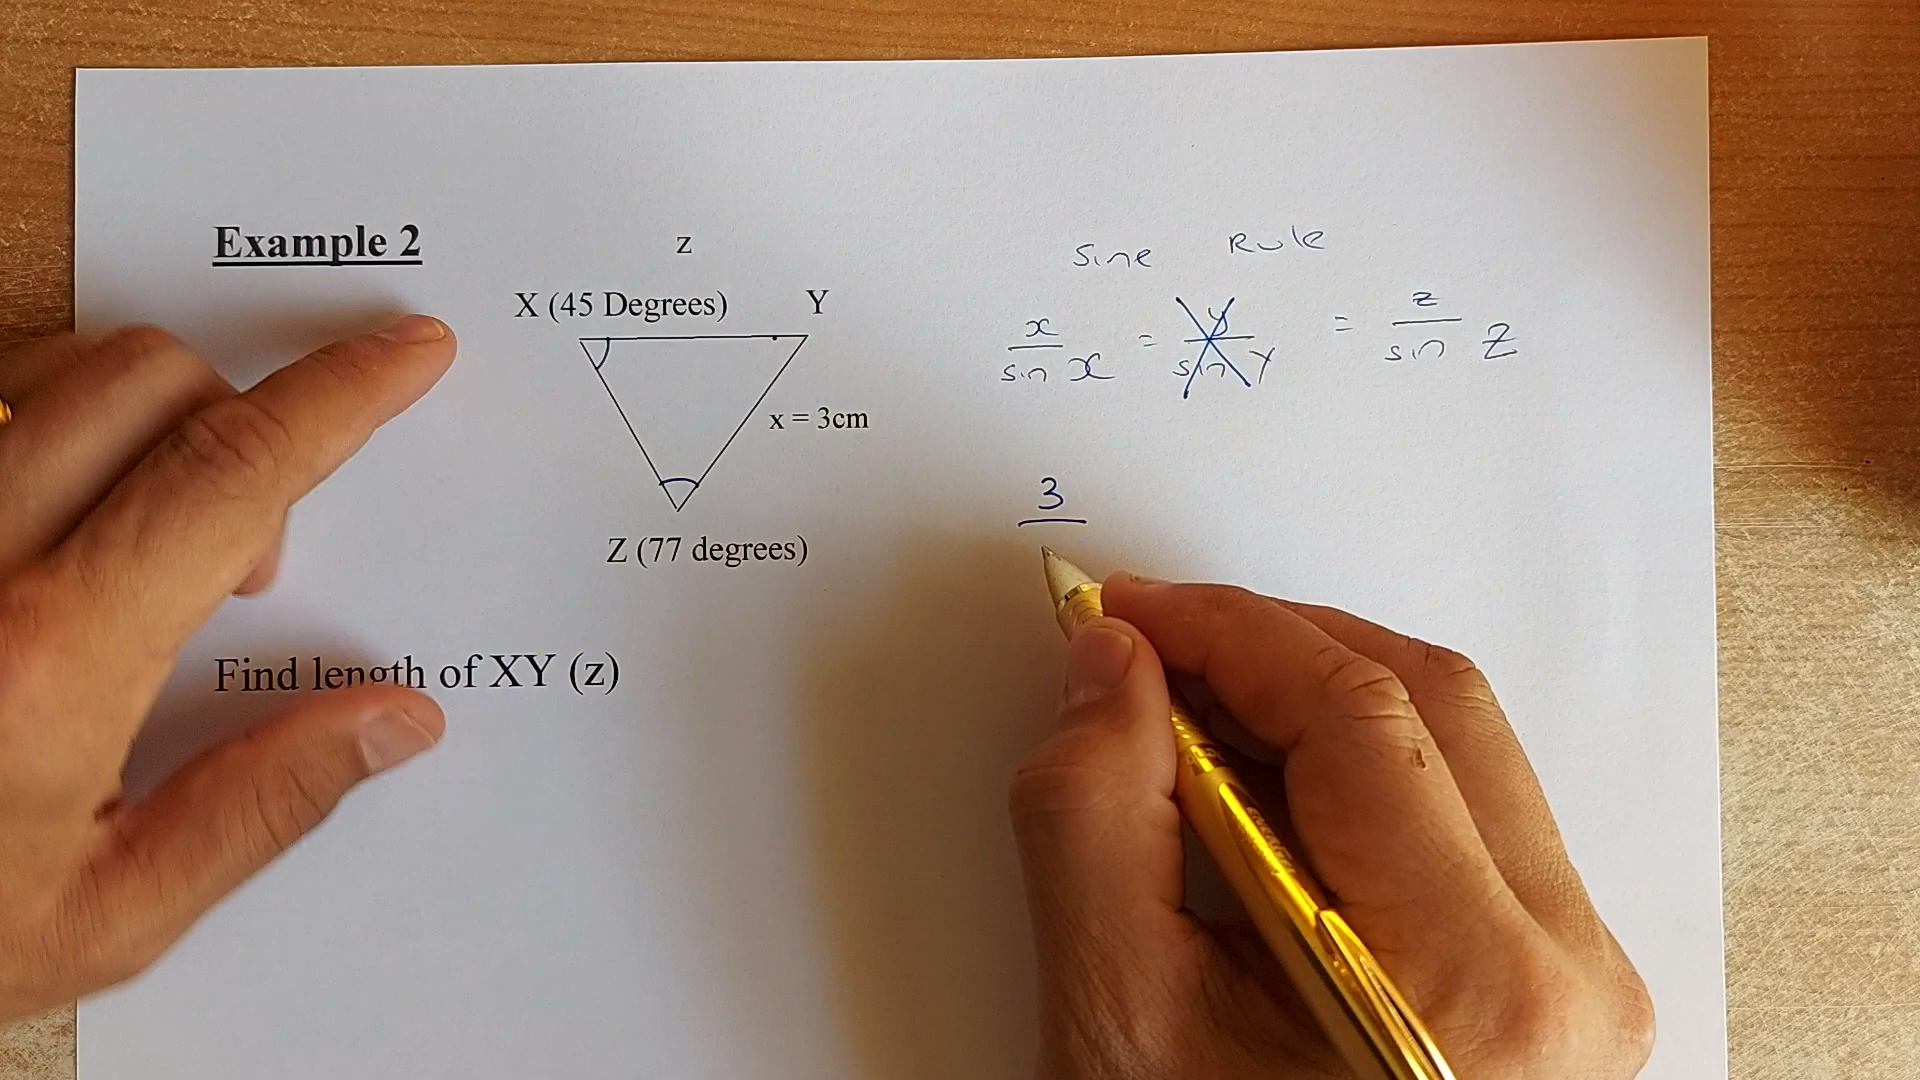 Example 2
z
X (45 Degrees) Y
x = 3cm
Z (77 degrees)
Find length of XY (z)
Sine Rule
x/sin x = y/sin Y = z/sin Z
3